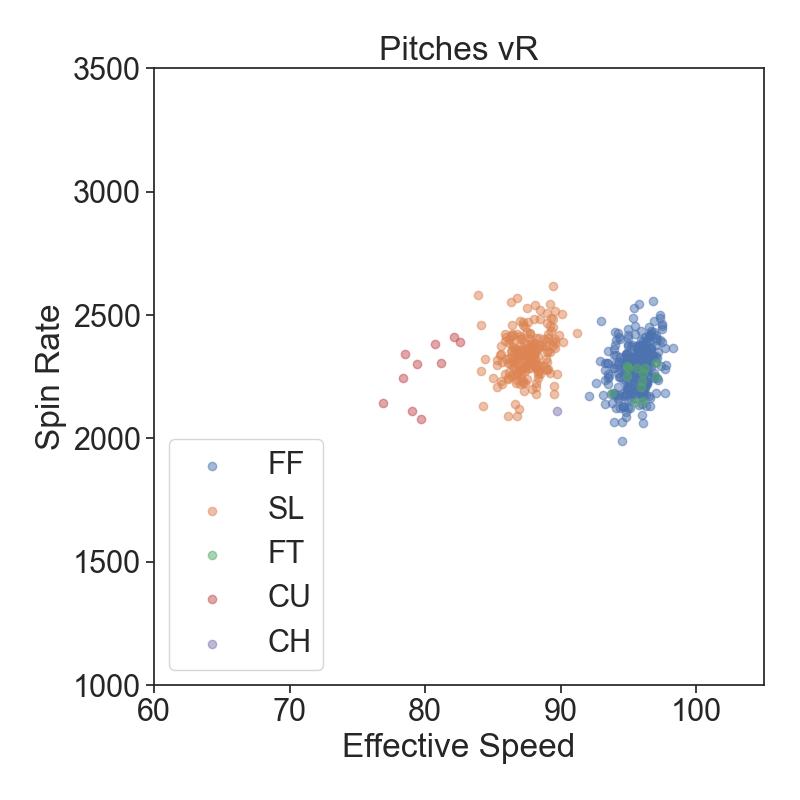 Pitches vR
3500
3000
2500
2000
1500
1000
Spin Rate
FF
SL
FT
CU
CH
60 70 80 90 100
Effective Speed